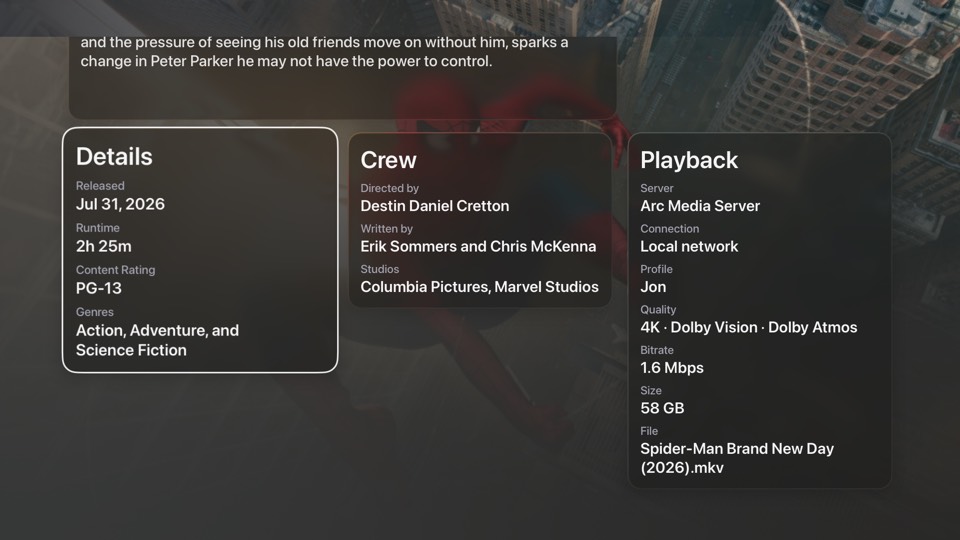 and the pressure of seeing his old friends move on without him, sparks a
change in Peter Parker he may not have the power to control.
Details
Released
Jul 31, 2026
Runtime
2h 25m
Content Rating
PG-13
Genres
Action, Adventure, and
Science Fiction
Crew
Directed by
Destin Daniel Cretton
Written by
Erik Sommers and Chris McKenna
Studios
Columbia Pictures, Marvel Studios
Playback
Server
Arc Media Server
Connection
Local network
Profile
Jon
Quality
4K · Dolby Vision · Dolby Atmos
Bitrate
1.6 Mbps
Size
58 GB
File
Spider-Man Brand New Day
(2026).mkv